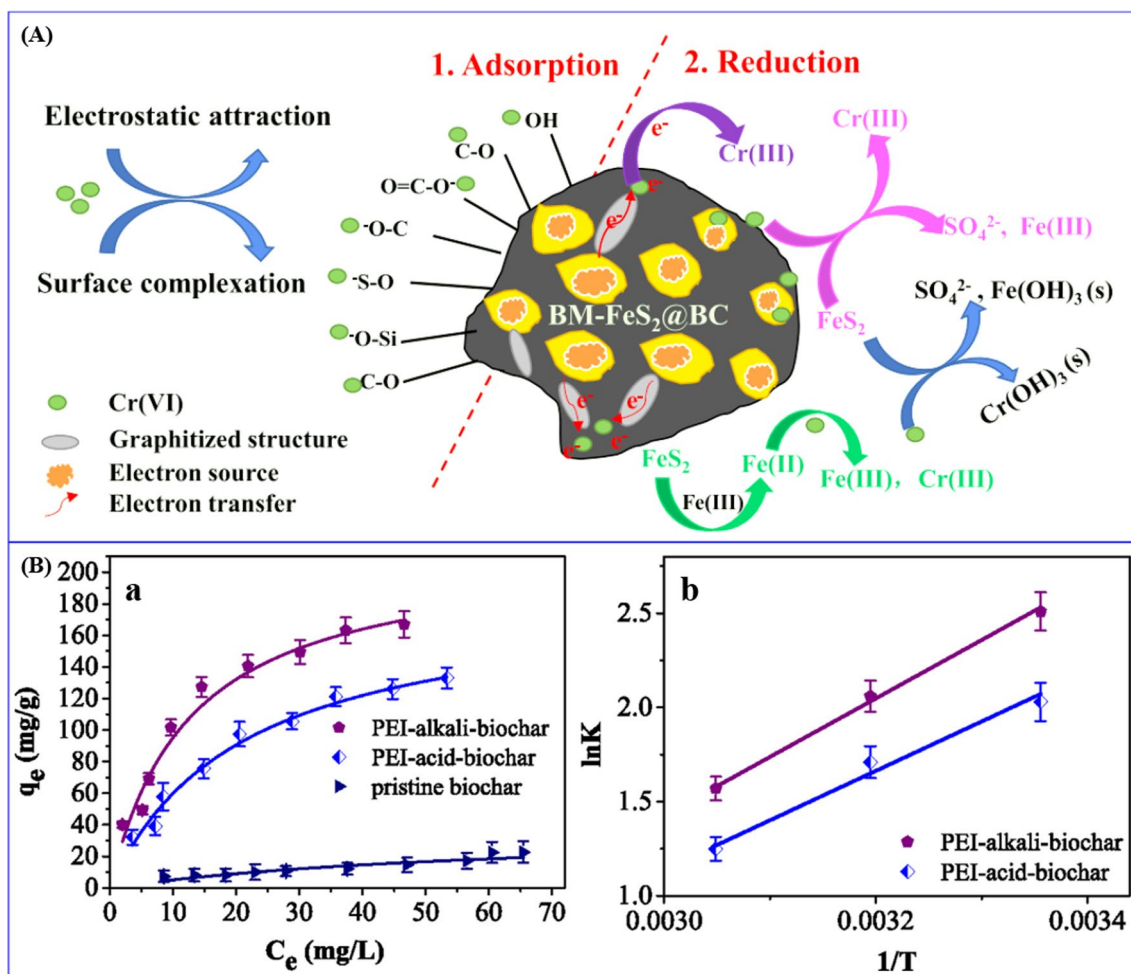 (A)
1. Adsorption
2. Reduction
Electrostatic attraction
Surface complexation
OH
C-O
O=C-O⁻
⁻O-C
⁻S-O
⁻O-Si
C-O
e⁻
e⁻
e⁻
Cr(III)
BM-FeS₂@BC
e⁻
e⁻
e⁻
e⁻
Cr(III)
SO₄²⁻, Fe(III)
FeS₂
SO₄²⁻, Fe(OH)₃(s)
Cr(OH)₃(s)
FeS₂
Fe(III)
Fe(II)
Fe(III), Cr(III)
Cr(VI)
Graphitized structure
Electron source
Electron transfer
(B)
a
200
180
160
140
120
100
80
60
40
20
0
qe (mg/g)
PEI-alkali-biochar
PEI-acid-biochar
pristine biochar
0 10 20 30 40 50 60 70
Ce (mg/L)
b
2.5
2.0
1.5
1.0
lnK
PEI-alkali-biochar
PEI-acid-biochar
0.0030 0.0032 0.0034
1/T